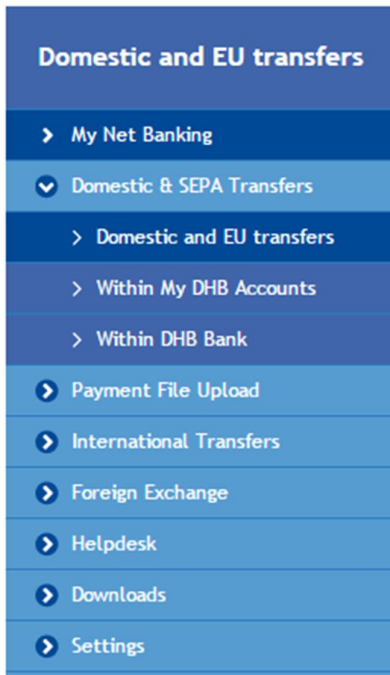 Domestic and EU transfers
My Net Banking
Domestic & SEPA Transfers
Domestic and EU transfers
Within My DHB Accounts
Within DHB Bank
Payment File Upload
International Transfers
Foreign Exchange
Helpdesk
Downloads
Settings